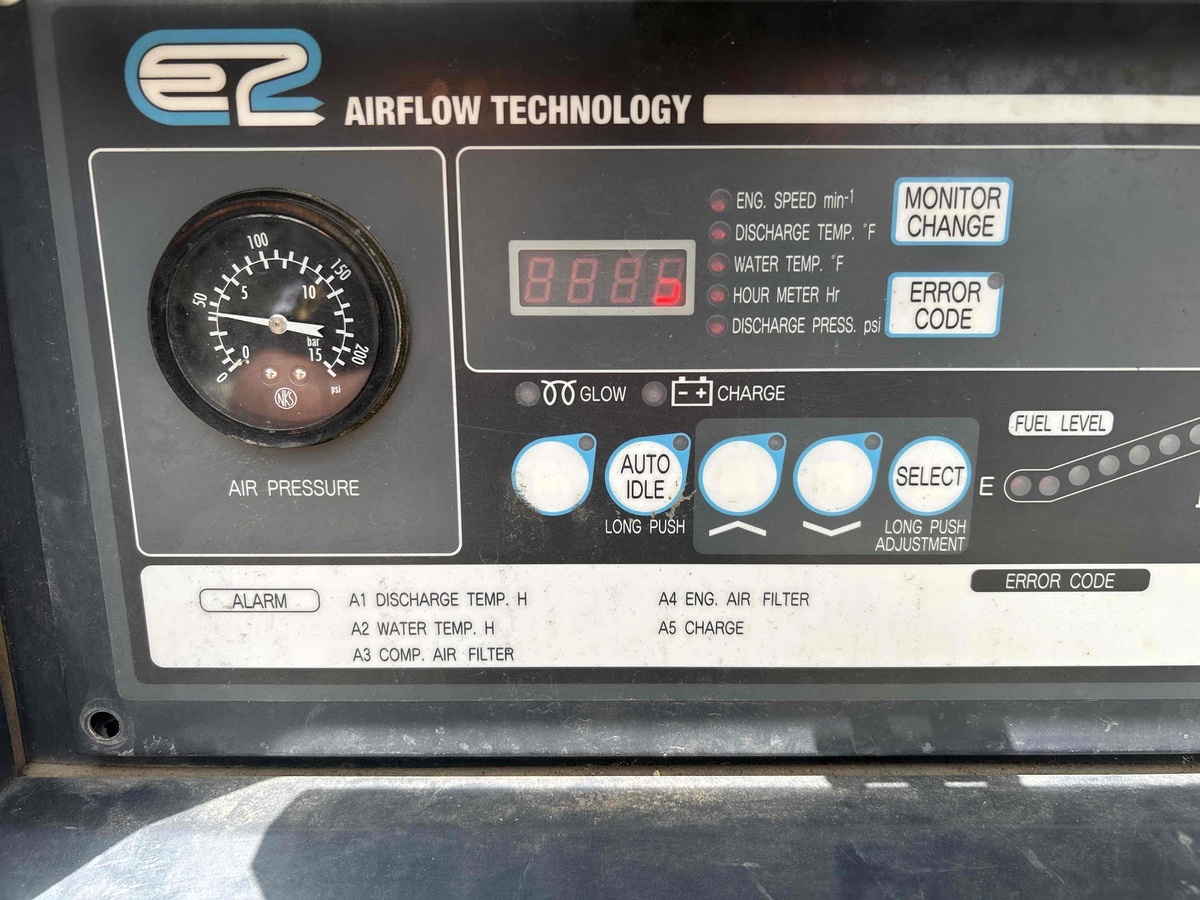 e2
AIRFLOW TECHNOLOGY
100
50
150
5
10
0
bar
15
0
200
psi
NKS
AIR PRESSURE
ENG. SPEED min-1
DISCHARGE TEMP. °F
WATER TEMP. °F
HOUR METER Hr
DISCHARGE PRESS. psi
MONITOR
CHANGE
ERROR
CODE
GLOW
- +
CHARGE
AUTO
IDLE
LONG PUSH
SELECT
LONG PUSH
ADJUSTMENT
FUEL LEVEL
E
ALARM
A1 DISCHARGE TEMP. H
A2 WATER TEMP. H
A3 COMP. AIR FILTER
A4 ENG. AIR FILTER
A5 CHARGE
ERROR CODE